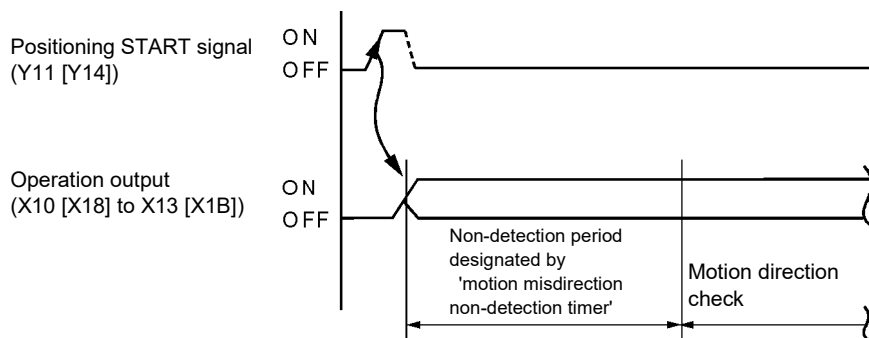 Positioning START signal
(Y11 [Y14])
ON
OFF
Operation output
(X10 [X18] to X13 [X1B])
ON
OFF
Non-detection period
designated by
'motion misdirection
non-detection timer'
Motion direction
check